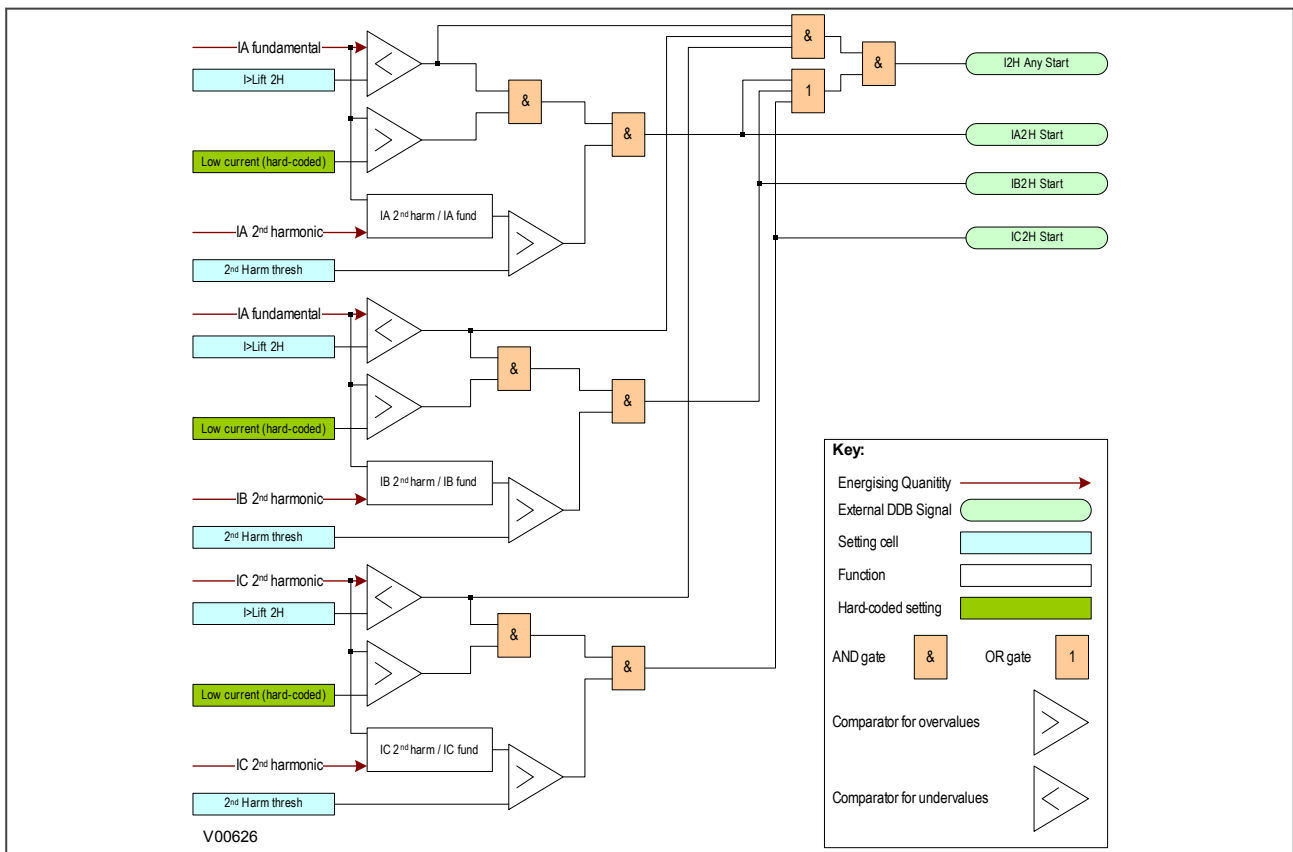 IA fundamental
I>Lift 2H
Low current (hard-coded)
IA 2nd harm / IA fund
IA 2nd harmonic
2nd Harm thresh
&
&
&
1
&
I2H Any Start
IA2H Start
IB2H Start
IC2H Start
IA fundamental
I>Lift 2H
Low current (hard-coded)
IB 2nd harm / IB fund
IB 2nd harmonic
2nd Harm thresh
&
&
IC 2nd harmonic
I>Lift 2H
Low current (hard-coded)
IC 2nd harm / IC fund
IC 2nd harmonic
2nd Harm thresh
&
&
V00626
Key:
Energising Quanitity
External DDB Signal
Setting cell
Function
Hard-coded setting
AND gate & OR gate 1
Comparator for overvalues
Comparator for undervalues